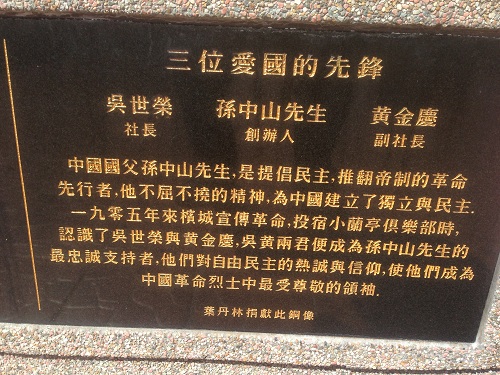 三位愛國的先鋒
吳世榮 孫中山先生 黃金慶
社長 創辦人 副社長
中國國父孫中山先生,是提倡民主,推翻帝制的革命
先行者,他不屈不撓的精神,為中國建立了獨立與民主.
一九零五年來檳城宣傳革命,投宿小蘭亭俱樂部時,
認識了吳世榮與黃金慶,吳黃兩君便成為孫中山先生的
最忠誠支持者.他們對自由民主的熱誠與信仰,使他們成為
中國革命烈士中最受尊敬的領袖.
葉丹林捐獻此銅像